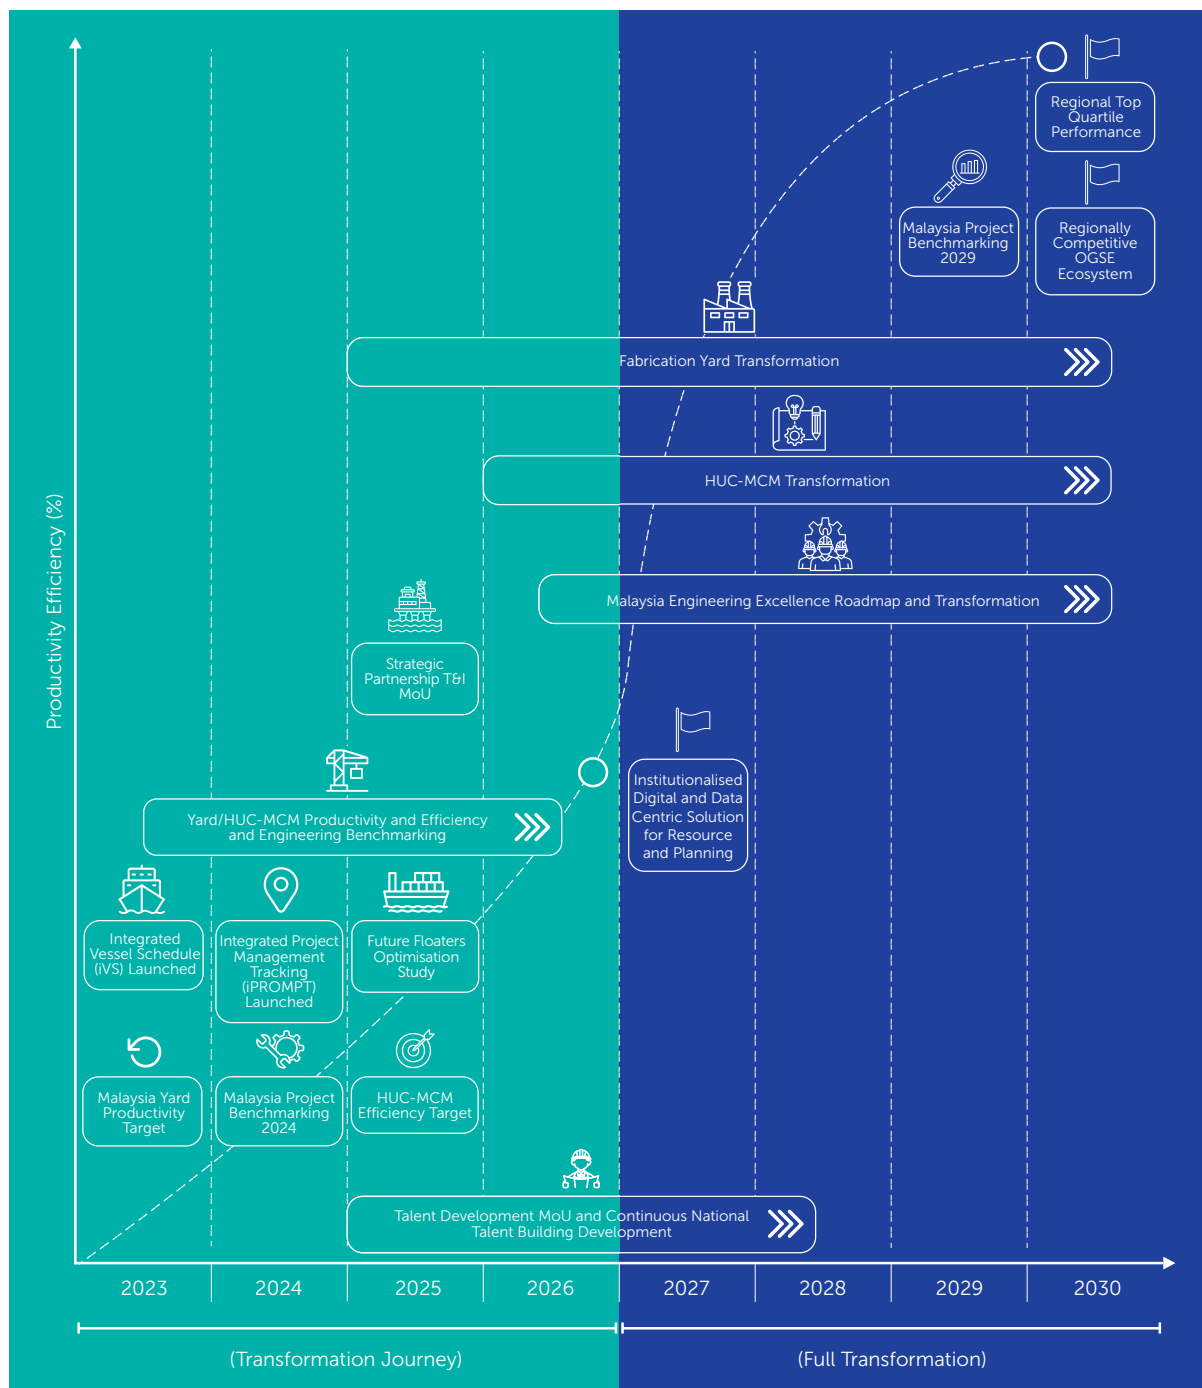 Regional Top
Quartile
Performance
Malaysia Project
Benchmarking
2029
Regionally
Competitive
OGSE
Ecosystem
Fabrication Yard Transformation
HUC-MCM Transformation
Malaysia Engineering Excellence Roadmap and Transformation
Productivity Efficiency (%)
Strategic
Partnership T&I
MoU
Institutionalised
Digital and Data
Centric Solution
for Resource
and Planning
Yard/HUC-MCM Productivity and Efficiency
and Engineering Benchmarking
Integrated
Vessel Schedule
(iVS) Launched
Integrated Project
Management
Tracking
(iPROMPT)
Launched
Future Floaters
Optimisation
Study
Malaysia Yard
Productivity
Target
Malaysia Project
Benchmarking
2024
HUC-MCM
Efficiency Target
Talent Development MoU and Continuous National
Talent Building Development
2023
2024
2025
2026
2027
2028
2029
2030
(Transformation Journey)
(Full Transformation)